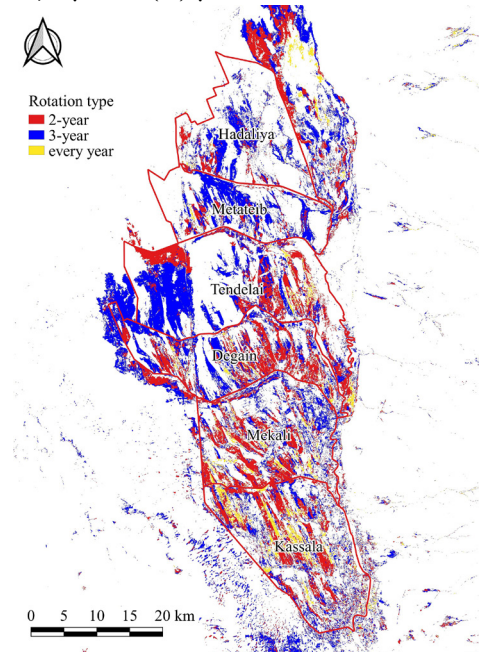 Rotation type
2-year
3-year
every year
Hadaliya
Metateib
Tendelai
Degain
Mekali
Kassala
0 5 10 15 20 km